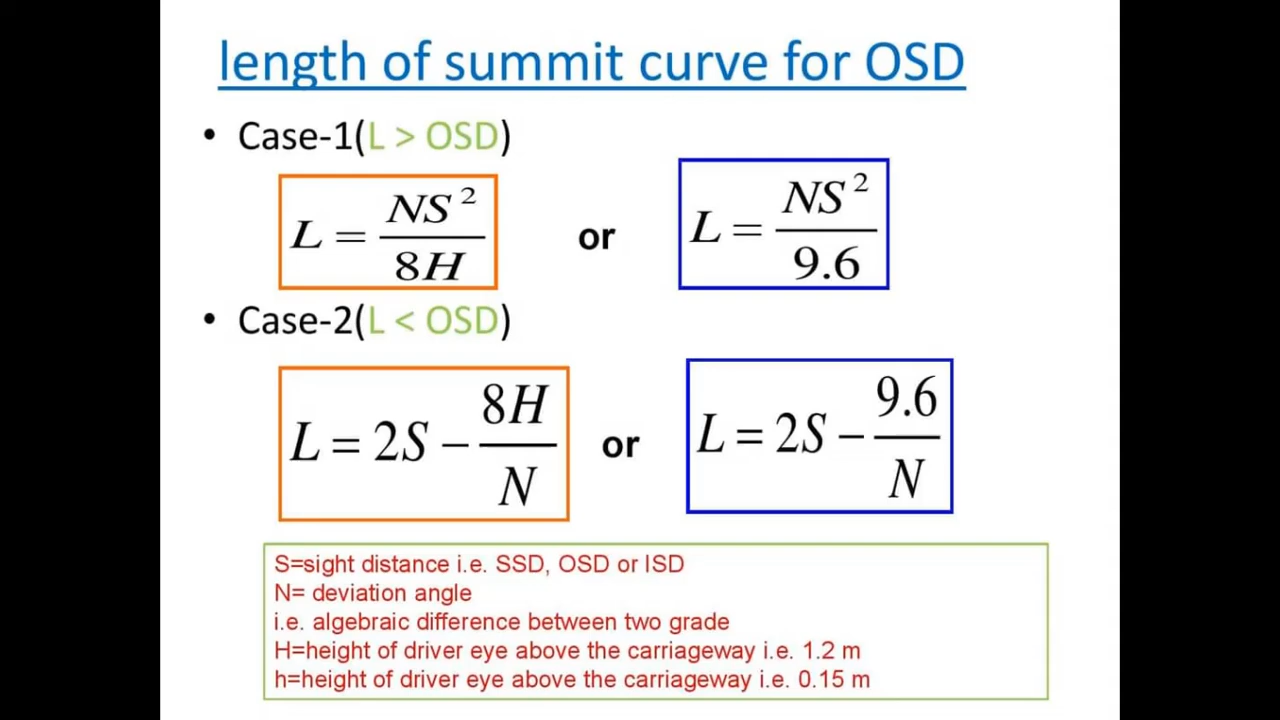 length of summit curve for OSD
• Case-1(L > OSD)
L = NS²/8H or L = NS²/9.6
• Case-2(L < OSD)
L = 2S − 8H/N or L = 2S − 9.6/N
S=sight distance i.e. SSD, OSD or ISD
N= deviation angle
i.e. algebraic difference between two grade
H=height of driver eye above the carriageway i.e. 1.2 m
h=height of driver eye above the carriageway i.e. 0.15 m